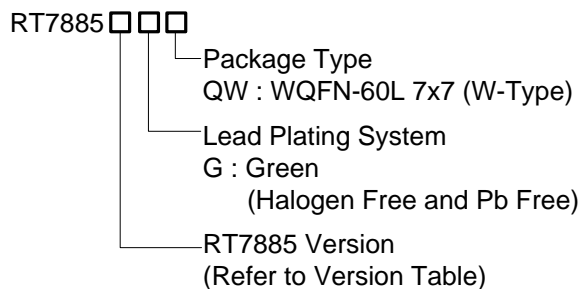 RT7885
Package Type
QW : WQFN-60L 7x7 (W-Type)
Lead Plating System
G : Green
(Halogen Free and Pb Free)
RT7885 Version
(Refer to Version Table)